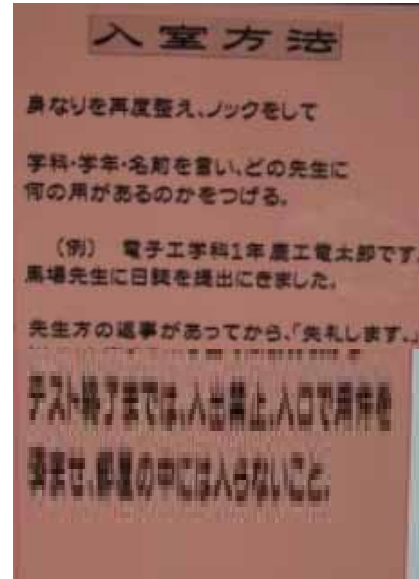 入室方法
身なりを再度整え、ノックをして
学科・学年・名前を言い、どの先生に
何の用があるのかをつげる。
(例) 電子工学科1年鹿工電太郎です。
馬場先生に日誌を提出にきました。
先生方の返事があってから、「失礼します。」
テスト終了までは、入出禁止、入口で用件を
済ませ、部屋の中には入らないこと。